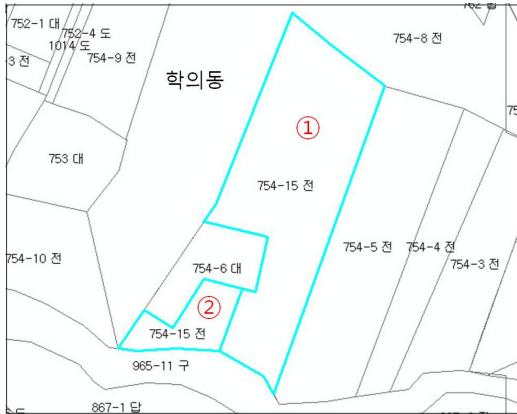 752-1 대
752-4 도
1014 도
754-9 전
754-8 전
-3 전
학의동
①
753 대
754-15 전
754-10 전
754-6 대
754-5 전
754-4 전
754-3 전
②
754-15 전
965-11 구
867-1 답